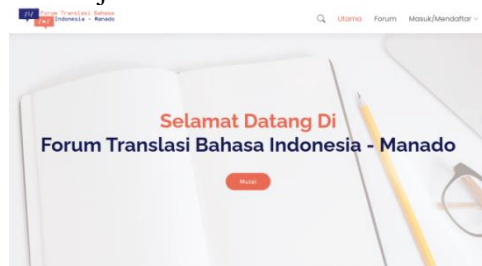 Forum Translasi Bahasa
Indonesia - Manado
Utama Forum Masuk/Mendaftar
Selamat Datang Di
Forum Translasi Bahasa Indonesia - Manado
Mulai